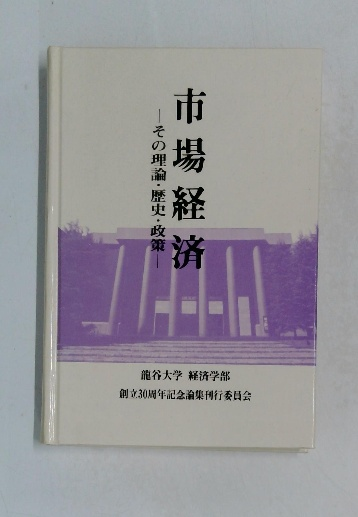 市場経済
―その理論・歴史・政策―
龍谷大学 経済学部
創立30周年記念論集刊行委員会